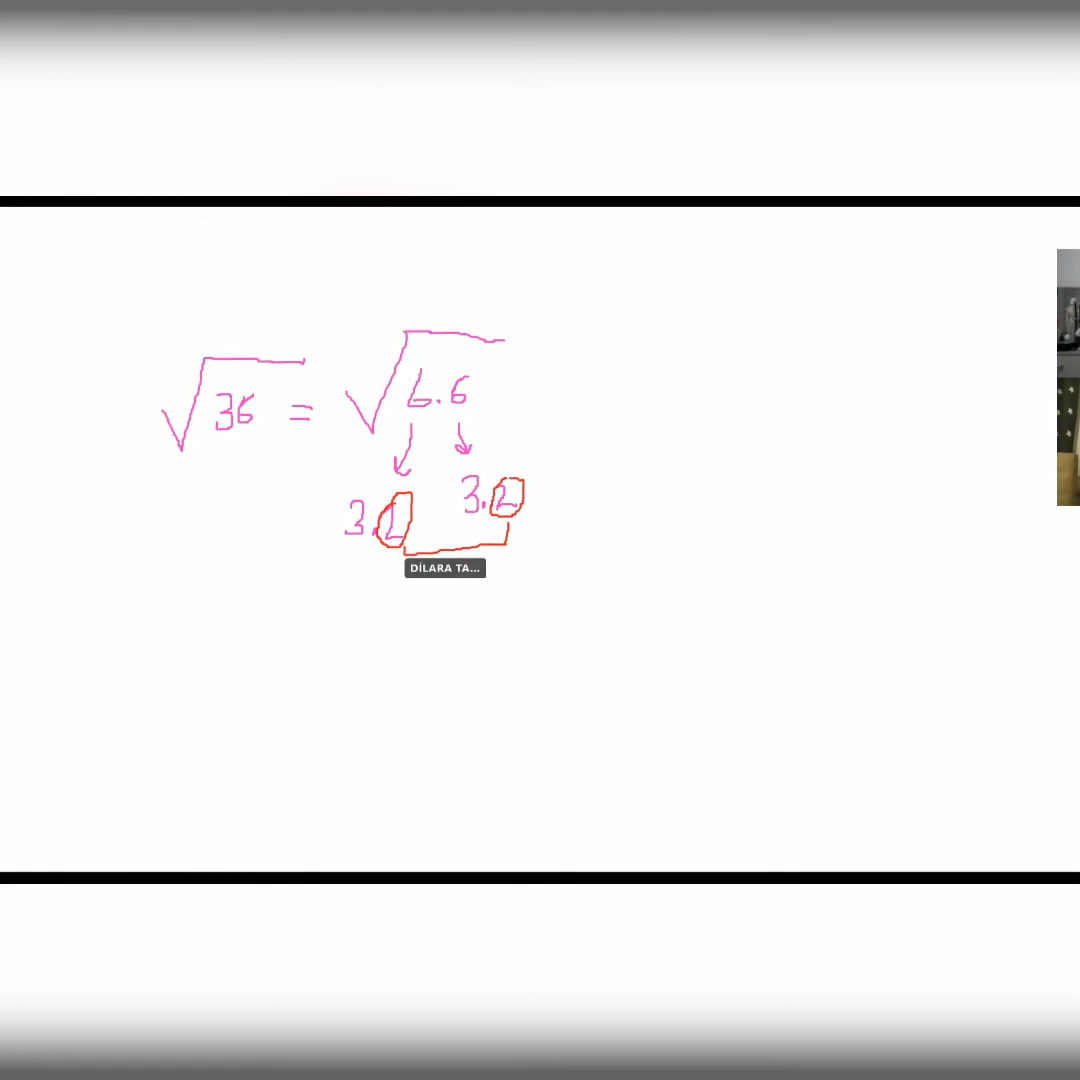 √36 = √6.6
3.2 3.2
DİLARA TA...